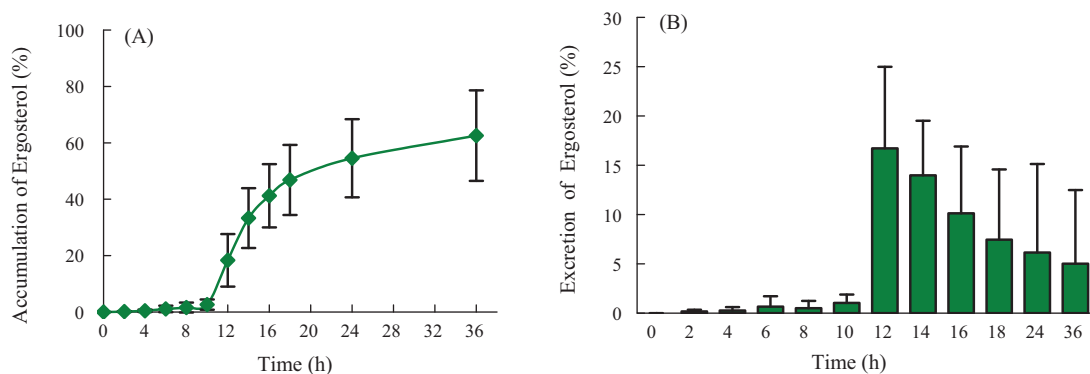 (A)
Accumulation of Ergosterol (%)
100
80
60
40
20
0
0 4 8 12 16 20 24 28 32 36
Time (h)
(B)
Excretion of Ergosterol (%)
30
25
20
15
10
5
0
0 2 4 6 8 10 12 14 16 18 24 36
Time (h)